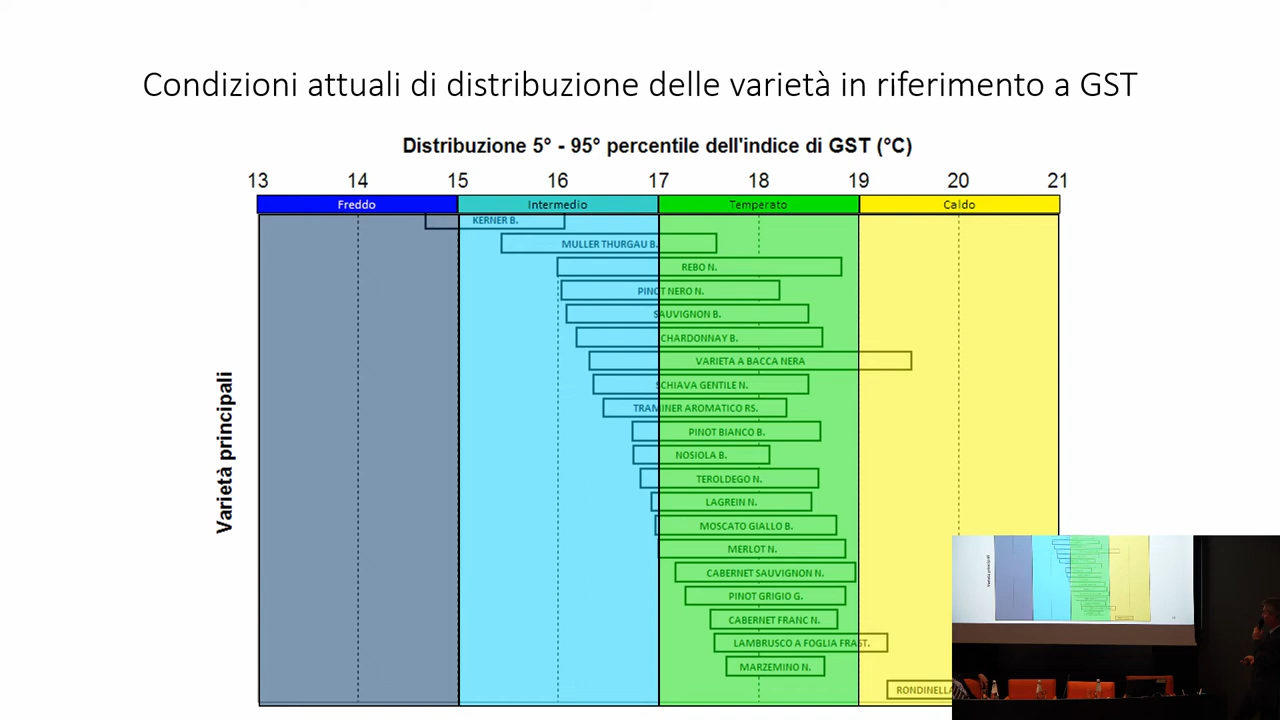 Condizioni attuali di distribuzione delle varietà in riferimento a GST
Distribuzione 5° - 95° percentile dell'indice di GST (°C)
13 14 15 16 17 18 19 20 21
Freddo Intermedio Temperato Caldo
Varietà principali
KERNER B.
MULLER THURGAU B.
REBO N.
PINOT NERO N.
SAUVIGNON B.
CHARDONNAY B.
VARIETA A BACCA NERA
SCHIAVA GENTILE N.
TRAMINER AROMATICO RS.
PINOT BIANCO B.
NOSIOLA B.
TEROLDEGO N.
LAGREIN N.
MOSCATO GIALLO B.
MERLOT N.
CABERNET SAUVIGNON N.
PINOT GRIGIO G.
CABERNET FRANC N.
LAMBRUSCO A FOGLIA FRAST.
MARZEMINO N.
RONDINELLA